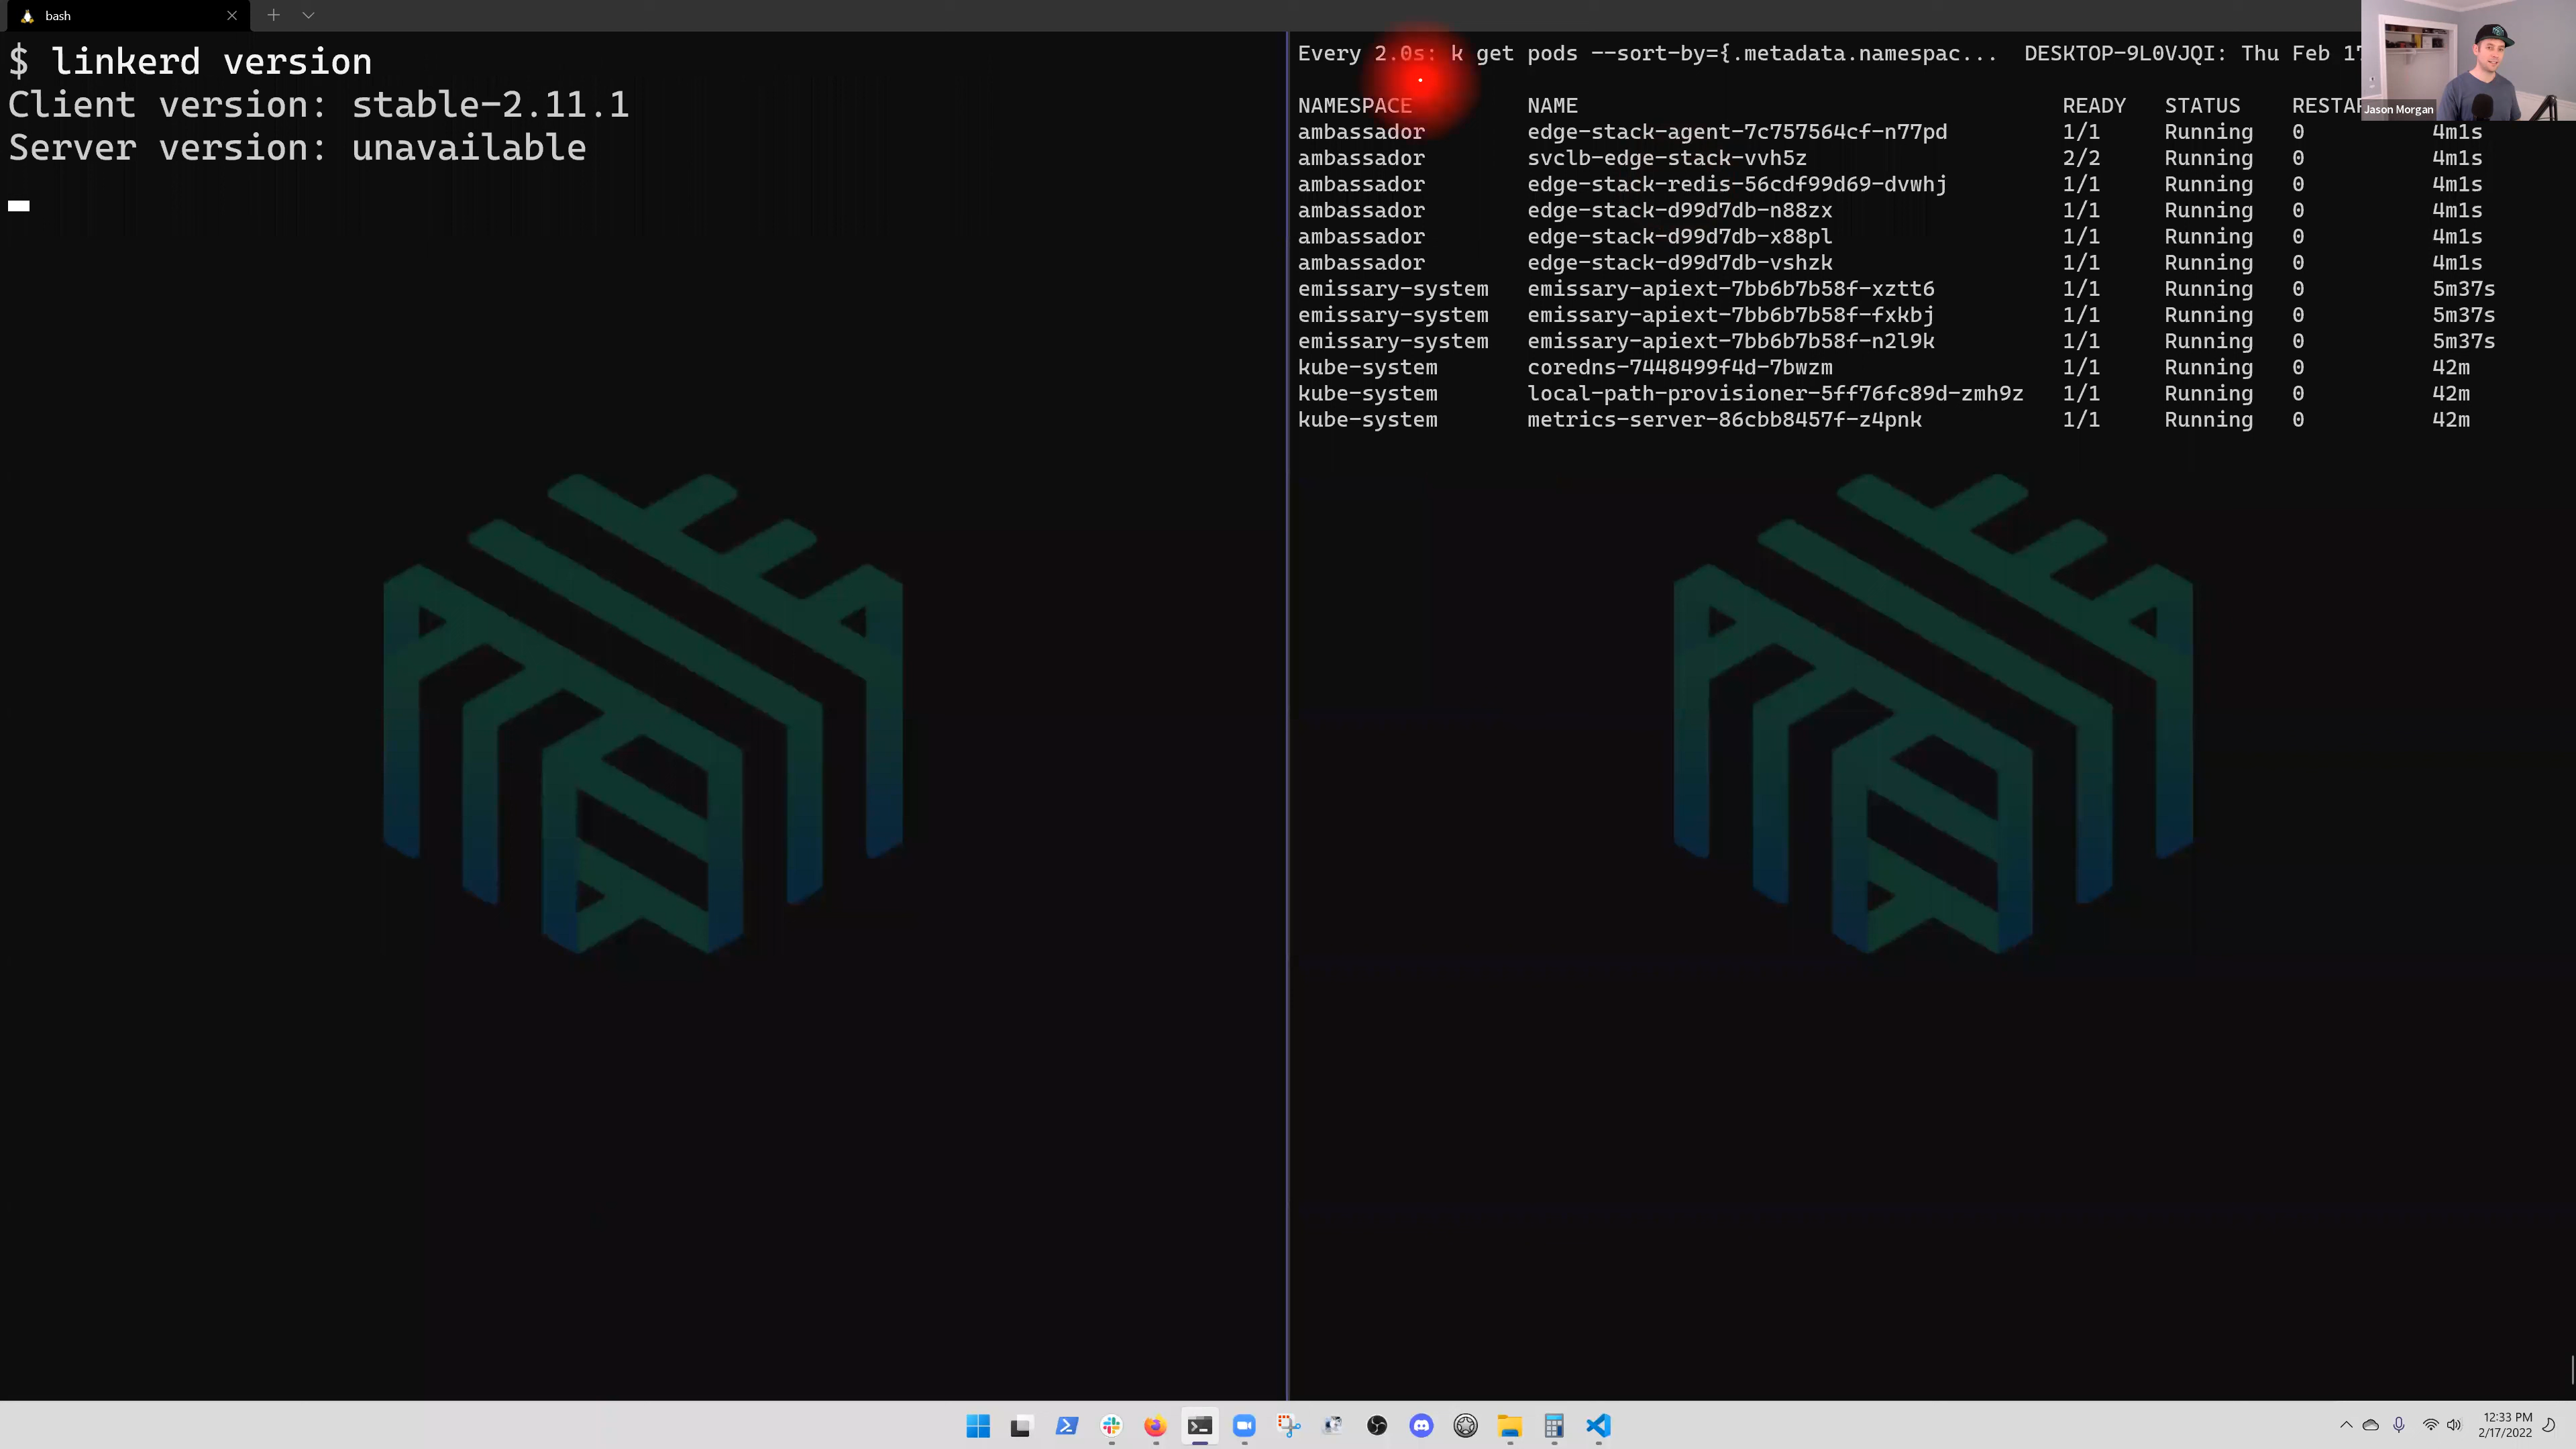 bash
$ linkerd version
Client version: stable-2.11.1
Server version: unavailable
Every 2.0s: k get pods --sort-by={.metadata.namespac... DESKTOP-9L0VJQI: Thu Feb 17
NAMESPACE NAME READY STATUS RESTAR
ambassador edge-stack-agent-7c757564cf-n77pd 1/1 Running 0 4m1s
ambassador svclb-edge-stack-vvh5z 2/2 Running 0 4m1s
ambassador edge-stack-redis-56cdf99d69-dvwhj 1/1 Running 0 4m1s
ambassador edge-stack-d99d7db-n88zx 1/1 Running 0 4m1s
ambassador edge-stack-d99d7db-x88pl 1/1 Running 0 4m1s
ambassador edge-stack-d99d7db-vshzk 1/1 Running 0 4m1s
emissary-system emissary-apiext-7bb6b7b58f-xztt6 1/1 Running 0 5m37s
emissary-system emissary-apiext-7bb6b7b58f-fxkbj 1/1 Running 0 5m37s
emissary-system emissary-apiext-7bb6b7b58f-n2l9k 1/1 Running 0 5m37s
kube-system coredns-7448499f4d-7bwzm 1/1 Running 0 42m
kube-system local-path-provisioner-5ff76fc89d-zmh9z 1/1 Running 0 42m
kube-system metrics-server-86cbb8457f-z4pnk 1/1 Running 0 42m
Jason Morgan
12:33 PM
2/17/2022